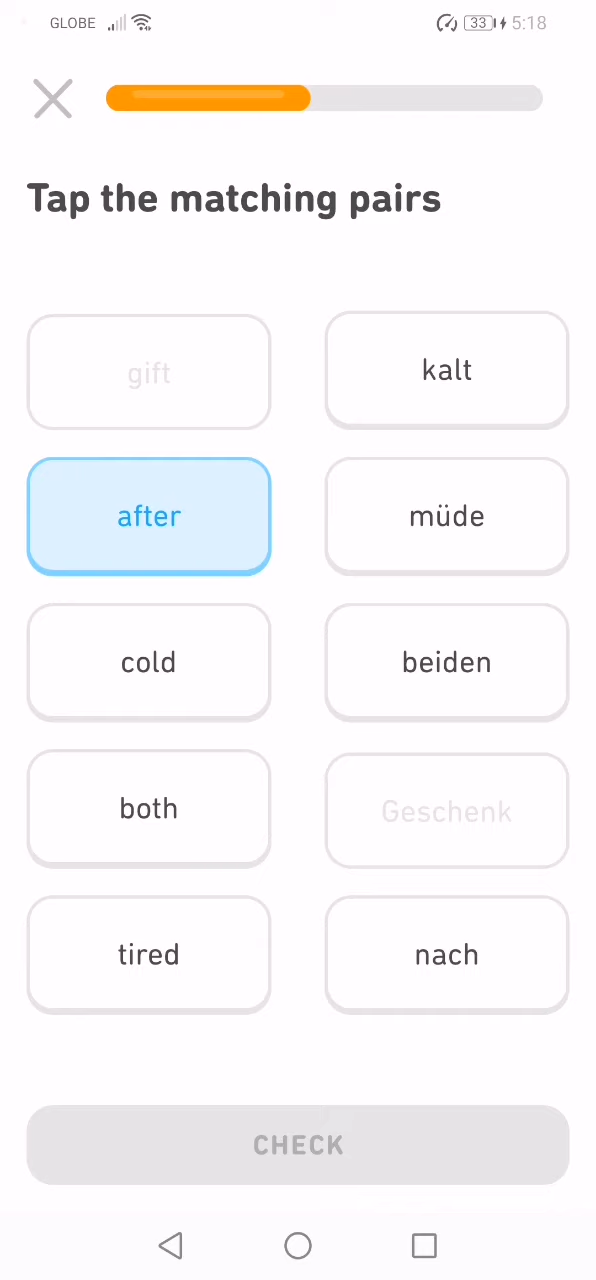 GLOBE 33 5:18
Tap the matching pairs
gift kalt
after müde
cold beiden
both Geschenk
tired nach
CHECK